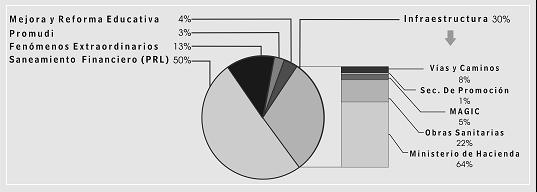 Mejora y Reforma Educativa 4%
Promudi 3%
Fenómenos Extraordinarios 13%
Saneamiento Financiero (PRL) 50%
Infraestructura 30%
Vías y Caminos
8%
Sec. De Promoción
1%
MAGIC
5%
Obras Sanitarias
22%
Ministerio de Hacienda
64%